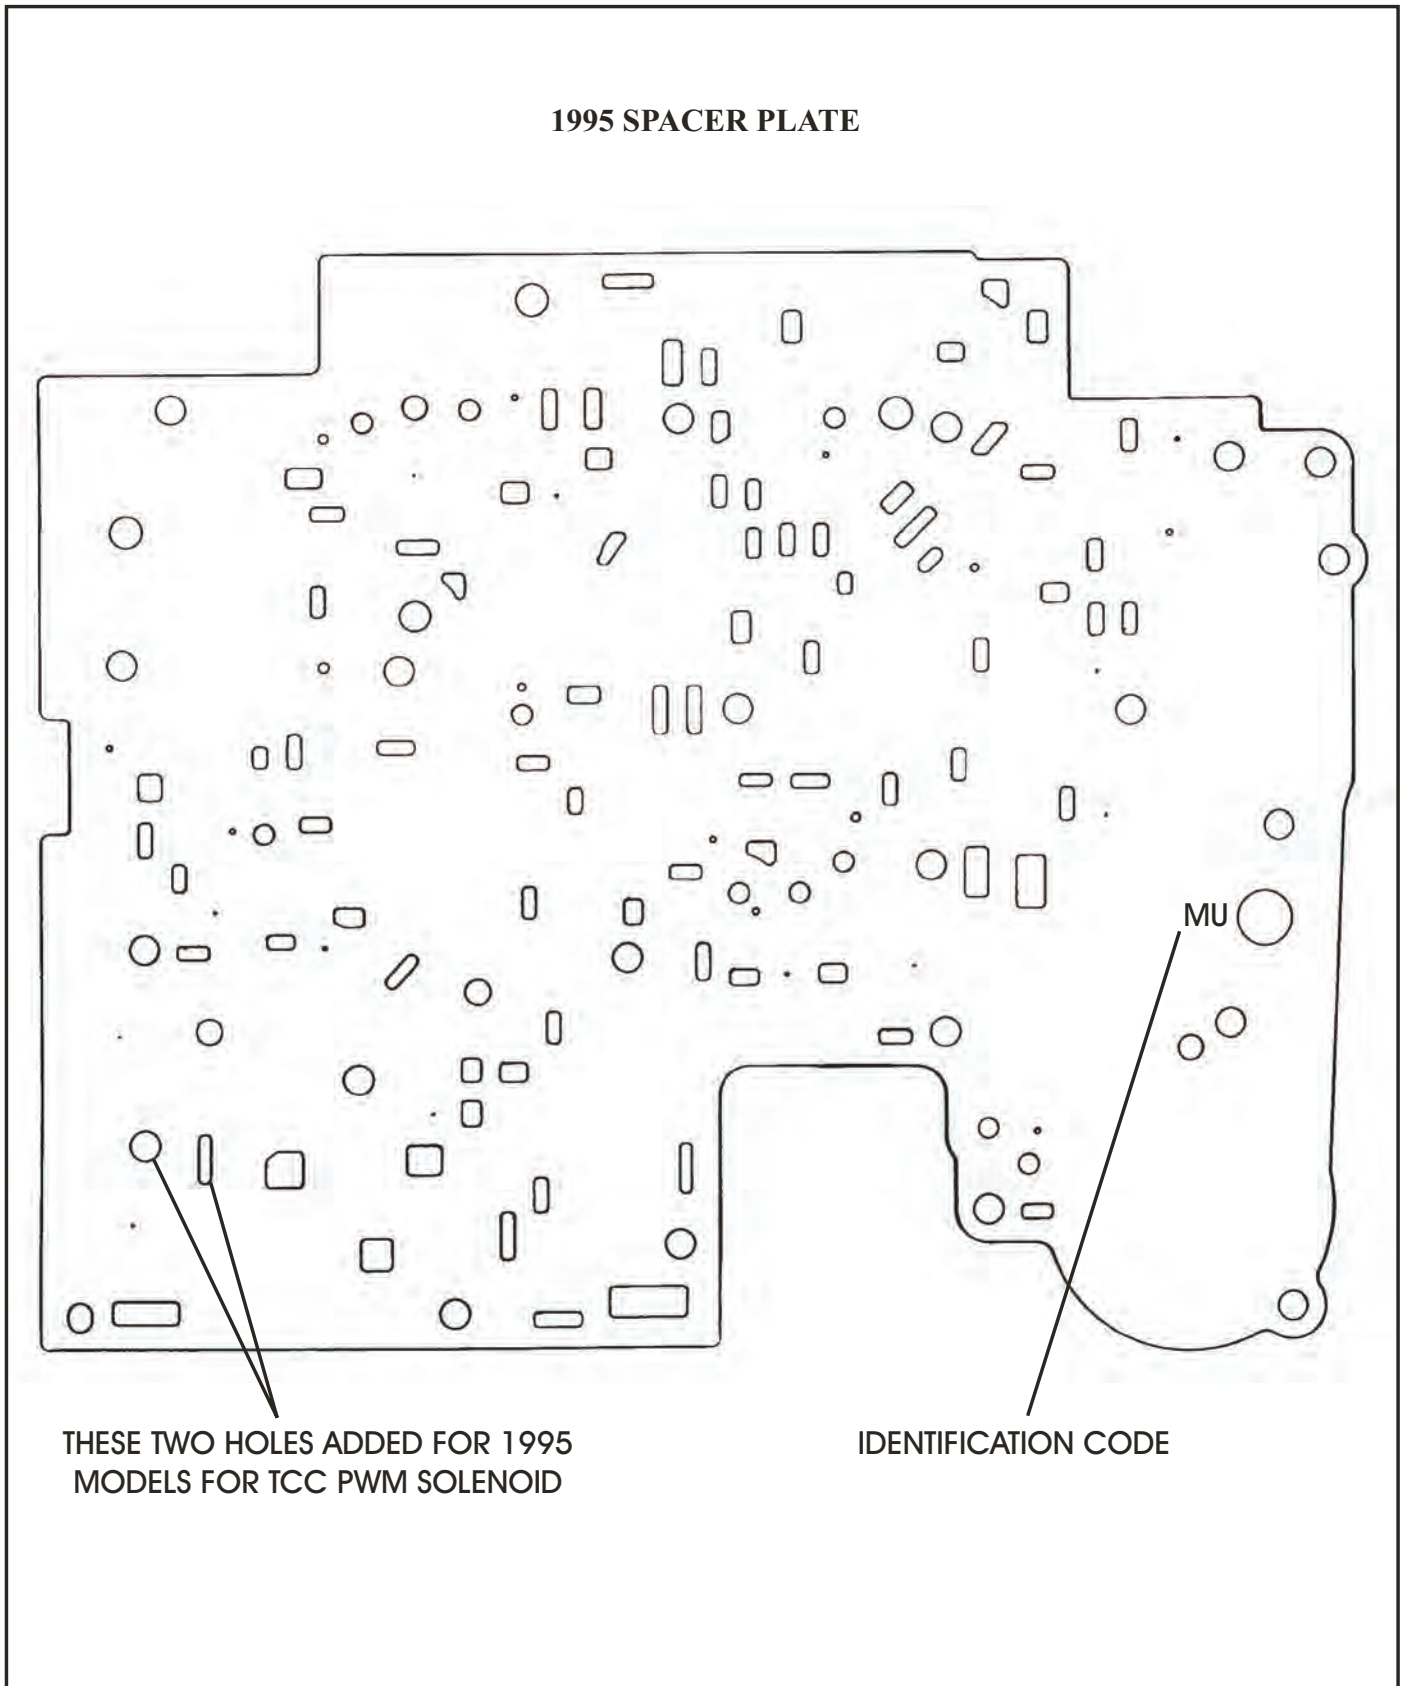 1995 SPACER PLATE
MU
THESE TWO HOLES ADDED FOR 1995
MODELS FOR TCC PWM SOLENOID
IDENTIFICATION CODE